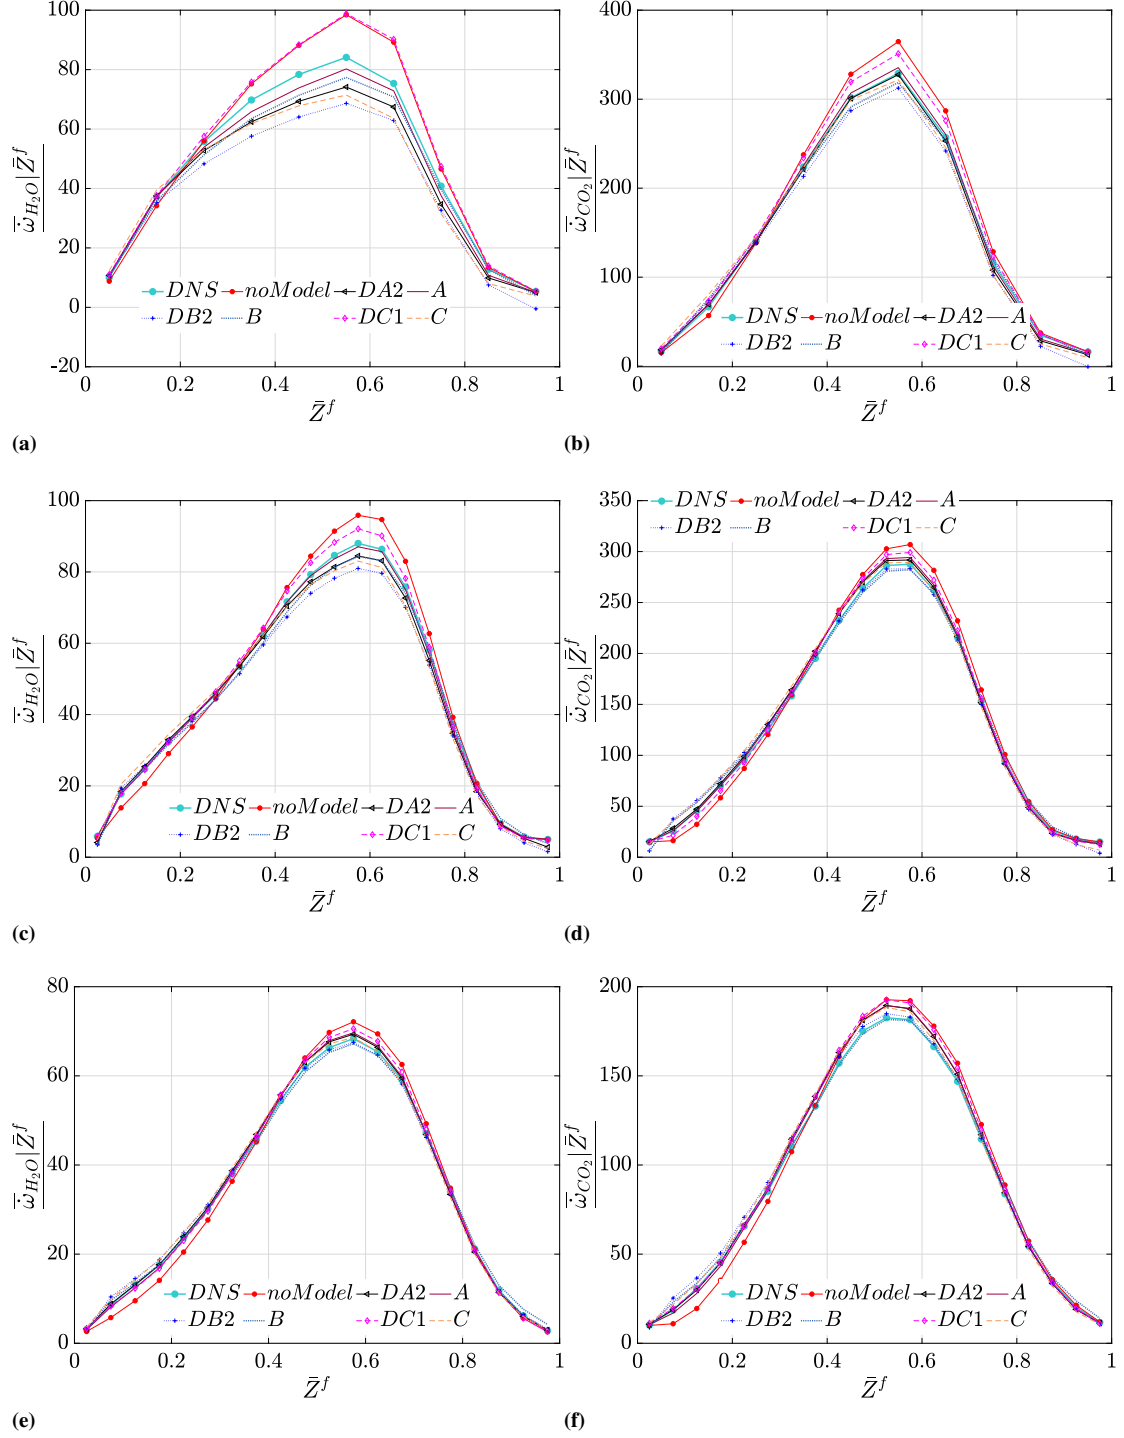 100
80
60
40
20
0
-20
0 0.2 0.4 0.6 0.8 1
DNS noModel DA2 A
DB2 B DC1 C
ω̇_{H₂O}|Z̄^f
Z̄^f
(a)
400
300
200
100
0
0 0.2 0.4 0.6 0.8 1
DNS noModel DA2 A
DB2 B DC1 C
ω̇_{CO₂}|Z̄^f
Z̄^f
(b)
100
80
60
40
20
0
0 0.2 0.4 0.6 0.8 1
DNS noModel DA2 A
DB2 B DC1 C
ω̇_{H₂O}|Z̄^f
Z̄^f
(c)
350
300
250
200
150
100
50
0
0 0.2 0.4 0.6 0.8 1
DNS noModel DA2 A
DB2 B DC1 C
ω̇_{CO₂}|Z̄^f
Z̄^f
(d)
80
60
40
20
0
0 0.2 0.4 0.6 0.8 1
DNS noModel DA2 A
DB2 B DC1 C
ω̇_{H₂O}|Z̄^f
Z̄^f
(e)
200
150
100
50
0
0 0.2 0.4 0.6 0.8 1
DNS noModel DA2 A
DB2 B DC1 C
ω̇_{CO₂}|Z̄^f
Z̄^f
(f)